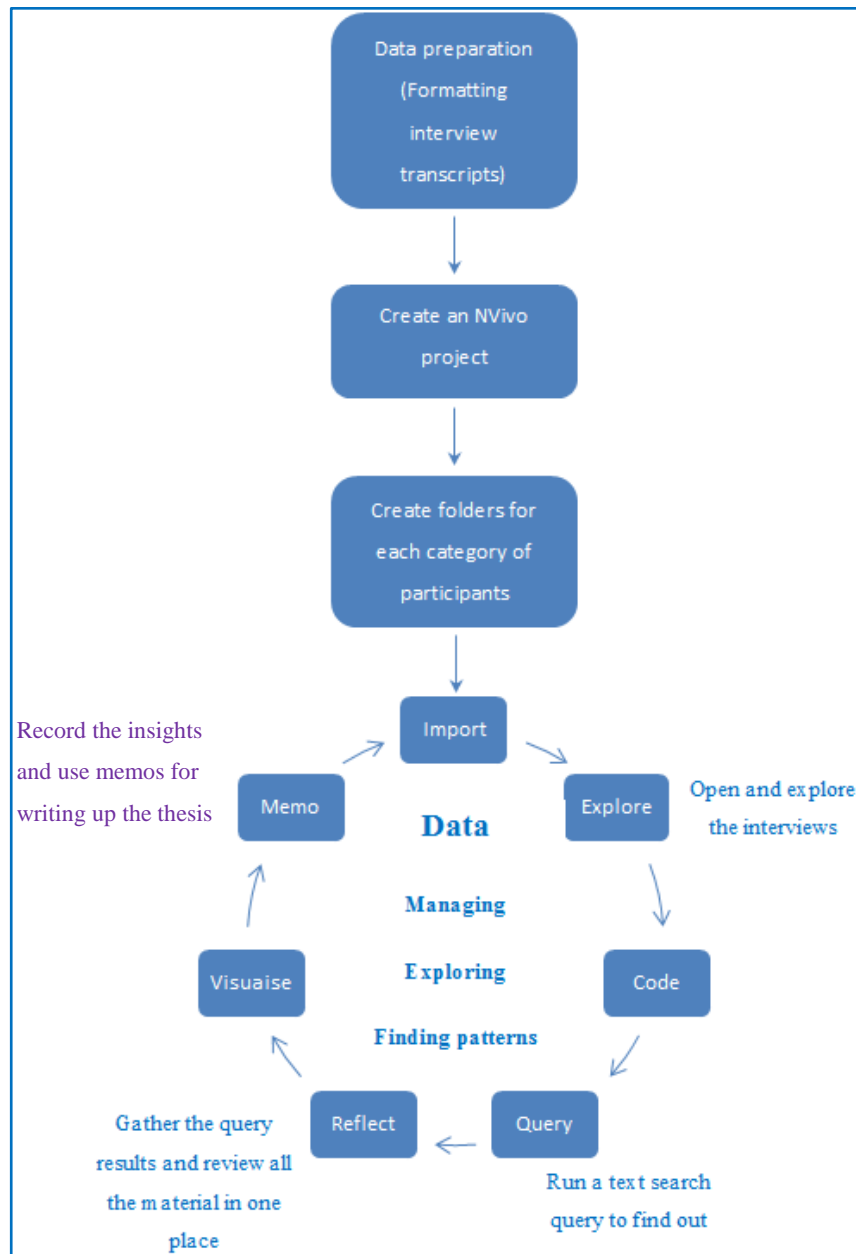 Data preparation
(Formatting
interview
transcripts)
Create an NVivo
project
Create folders for
each category of
participants
Import
Record the insights
and use memos for
writing up the thesis
Memo
Explore
Open and explore
the interviews
Data
Managing
Exploring
Finding patterns
Visuaise
Code
Reflect
Query
Gather the query
results and review all
the material in one
place
Run a text search
query to find out